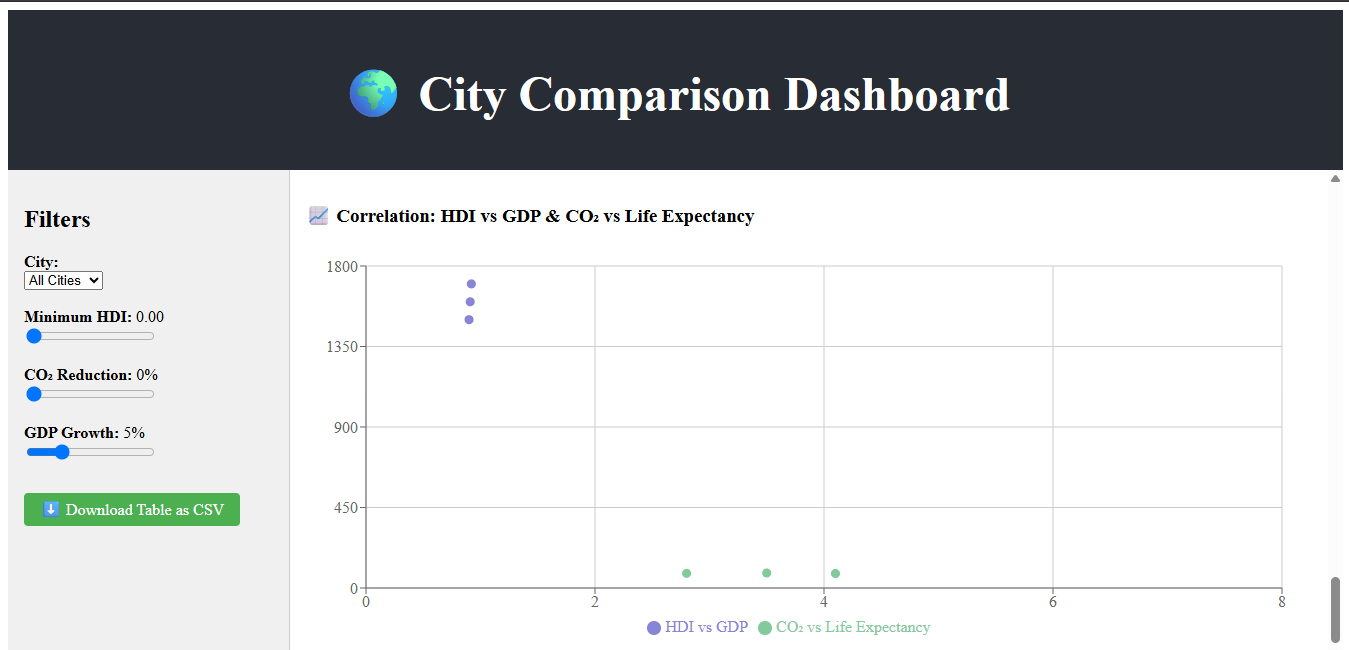 🌍 City Comparison Dashboard
Filters
City:
All Cities
Minimum HDI: 0.00
CO₂ Reduction: 0%
GDP Growth: 5%
⬇️ Download Table as CSV
📈 Correlation: HDI vs GDP & CO₂ vs Life Expectancy
1800
1350
900
450
0
0 2 4 6 8
HDI vs GDP CO₂ vs Life Expectancy